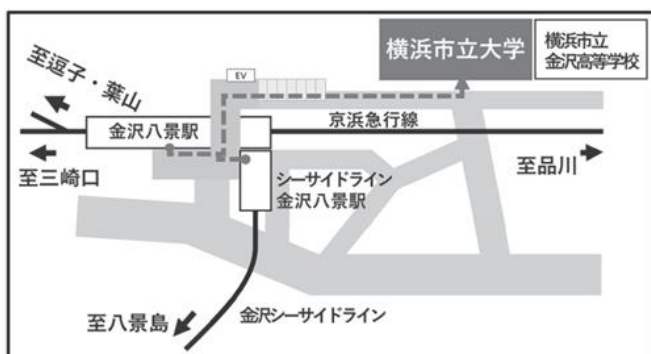 横浜市立大学
横浜市立
金沢高等学校
EV
至逗子・葉山
金沢八景駅
京浜急行線
至三崎口
至品川
シーサイドライン
金沢八景駅
至八景島
金沢シーサイドライン